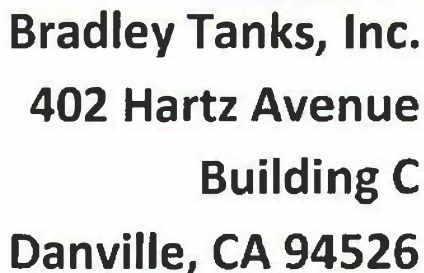 Bradley Tanks, Inc.
402 Hartz Avenue
Building C
Danville, CA 94526